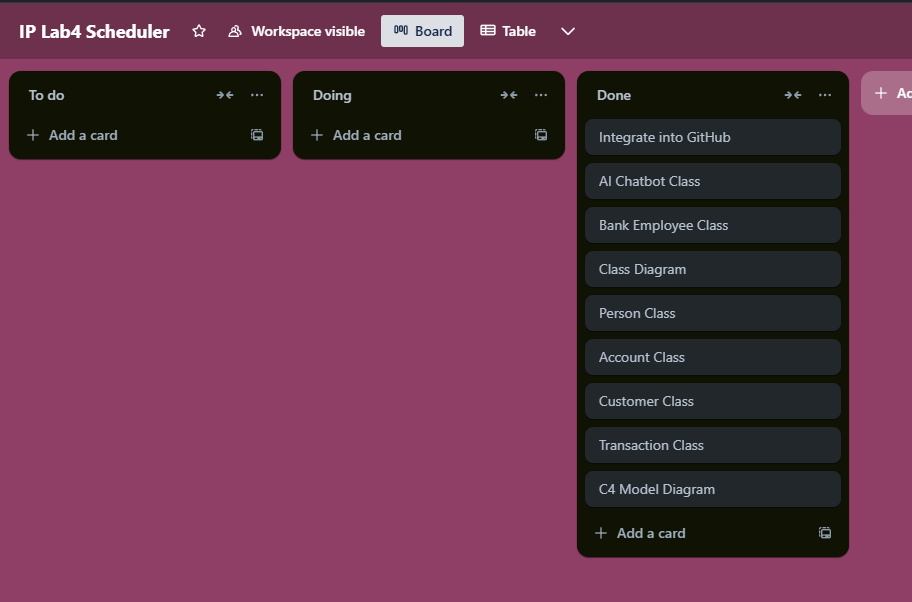 IP Lab4 Scheduler
Workspace visible
Board
Table
To do
Add a card
Doing
Add a card
Done
Integrate into GitHub
AI Chatbot Class
Bank Employee Class
Class Diagram
Person Class
Account Class
Customer Class
Transaction Class
C4 Model Diagram
Add a card